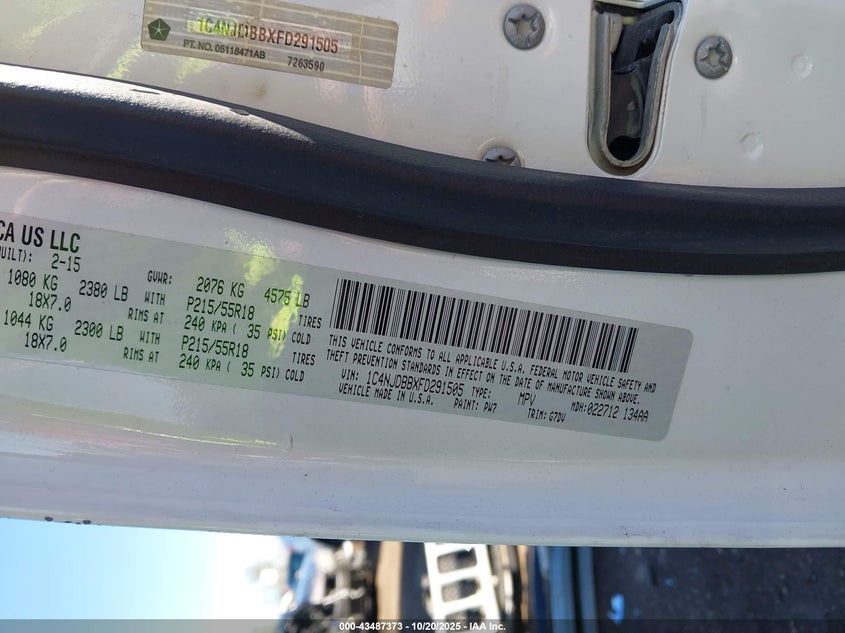 1C4NJDBBXFD291505
PT. NO. 05116471AB
7263590
CA US LLC
UILT): 2-15
GVWR: 2076 KG 4575 LB
1080 KG 2380 LB WITH P215/55R18 TIRES
18X7.0 RIMS AT 240 KPA ( 35 PSI) COLD
1044 KG 2300 LB WITH P215/55R18 TIRES
18X7.0 RIMS AT 240 KPA ( 35 PSI) COLD
THIS VEHICLE CONFORMS TO ALL APPLICABLE U.S.A. FEDERAL MOTOR VEHICLE SAFETY AND
THEFT PREVENTION STANDARDS IN EFFECT ON THE DATE OF MANUFACTURE SHOWN ABOVE.
VIN: 1C4NJDBBXFD291505 TYPE: MPV MDH:022712 134AA
VEHICLE MADE IN U.S.A. PAINT: PW7 TRIM: G7DV
000-43487373 | 10/20/2025 | IAA Inc.